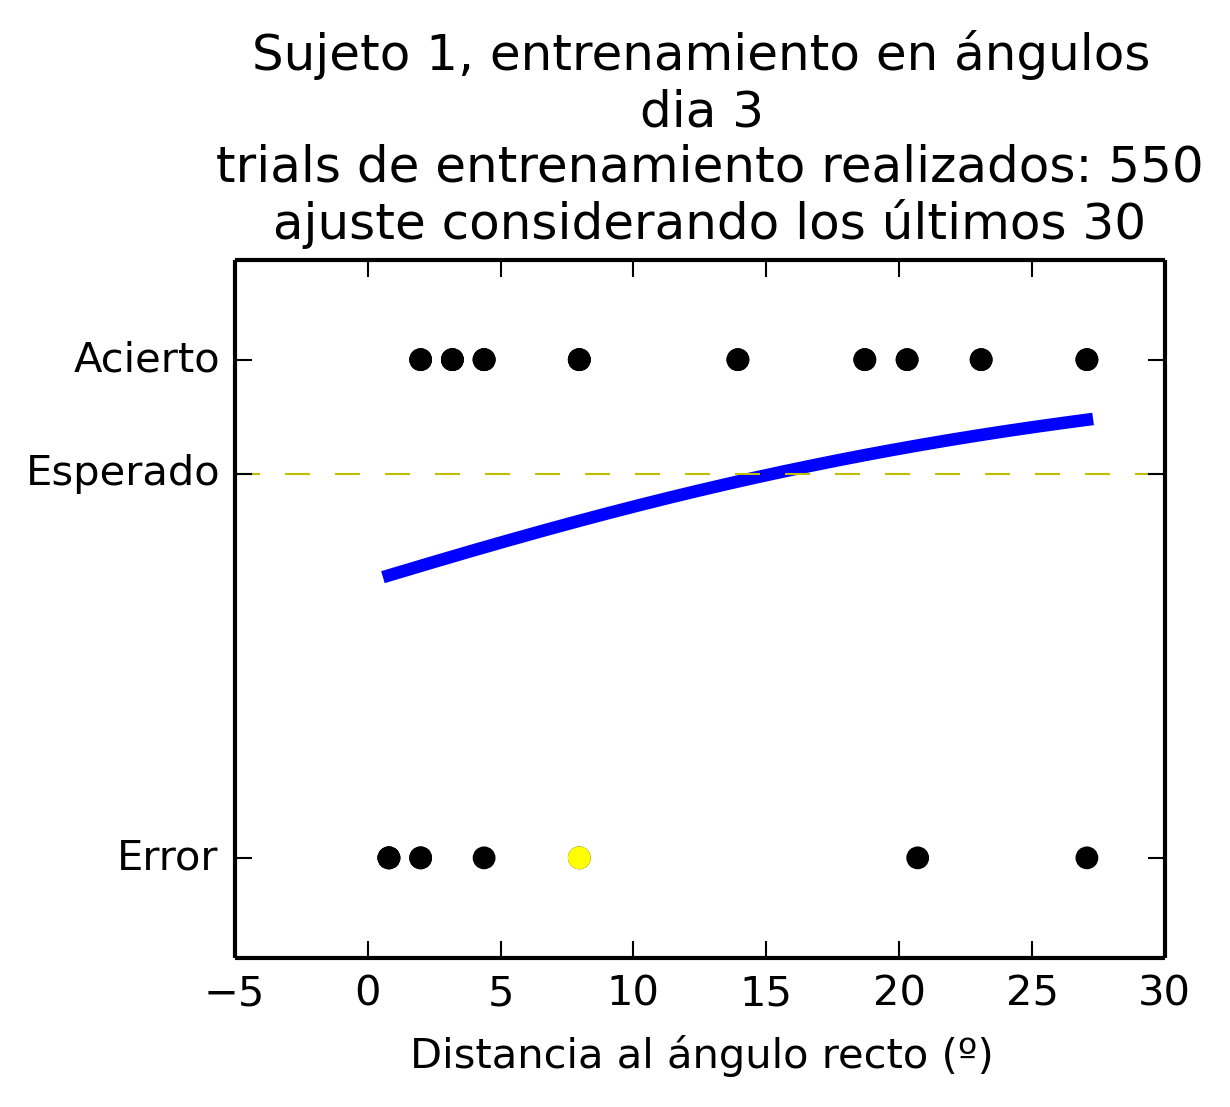 Sujeto 1, entrenamiento en ángulos
dia 3
trials de entrenamiento realizados: 550
ajuste considerando los últimos 30
Acierto
Esperado
Error
−5 0 5 10 15 20 25 30
Distancia al ángulo recto (º)